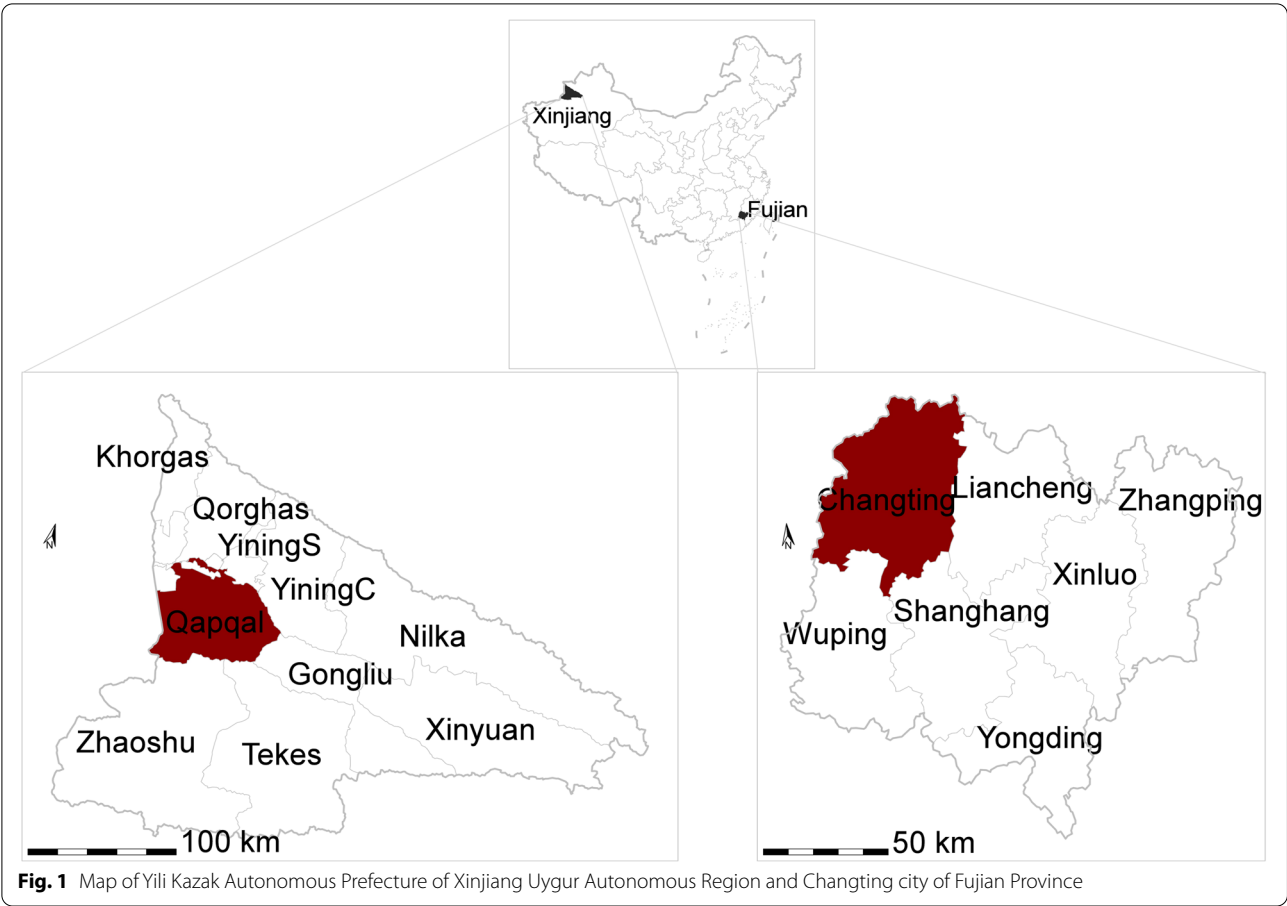 Xinjiang
Fujian
Khorgas
Qorghas
YiningS
YiningC
Qapqal
Nilka
Gongliu
Xinyuan
Zhaoshu
Tekes
N
100 km
Changting
Liancheng
Zhangping
Xinluo
Shanghang
Wuping
Yongding
N
50 km
Fig. 1 Map of Yili Kazak Autonomous Prefecture of Xinjiang Uygur Autonomous Region and Changting city of Fujian Province